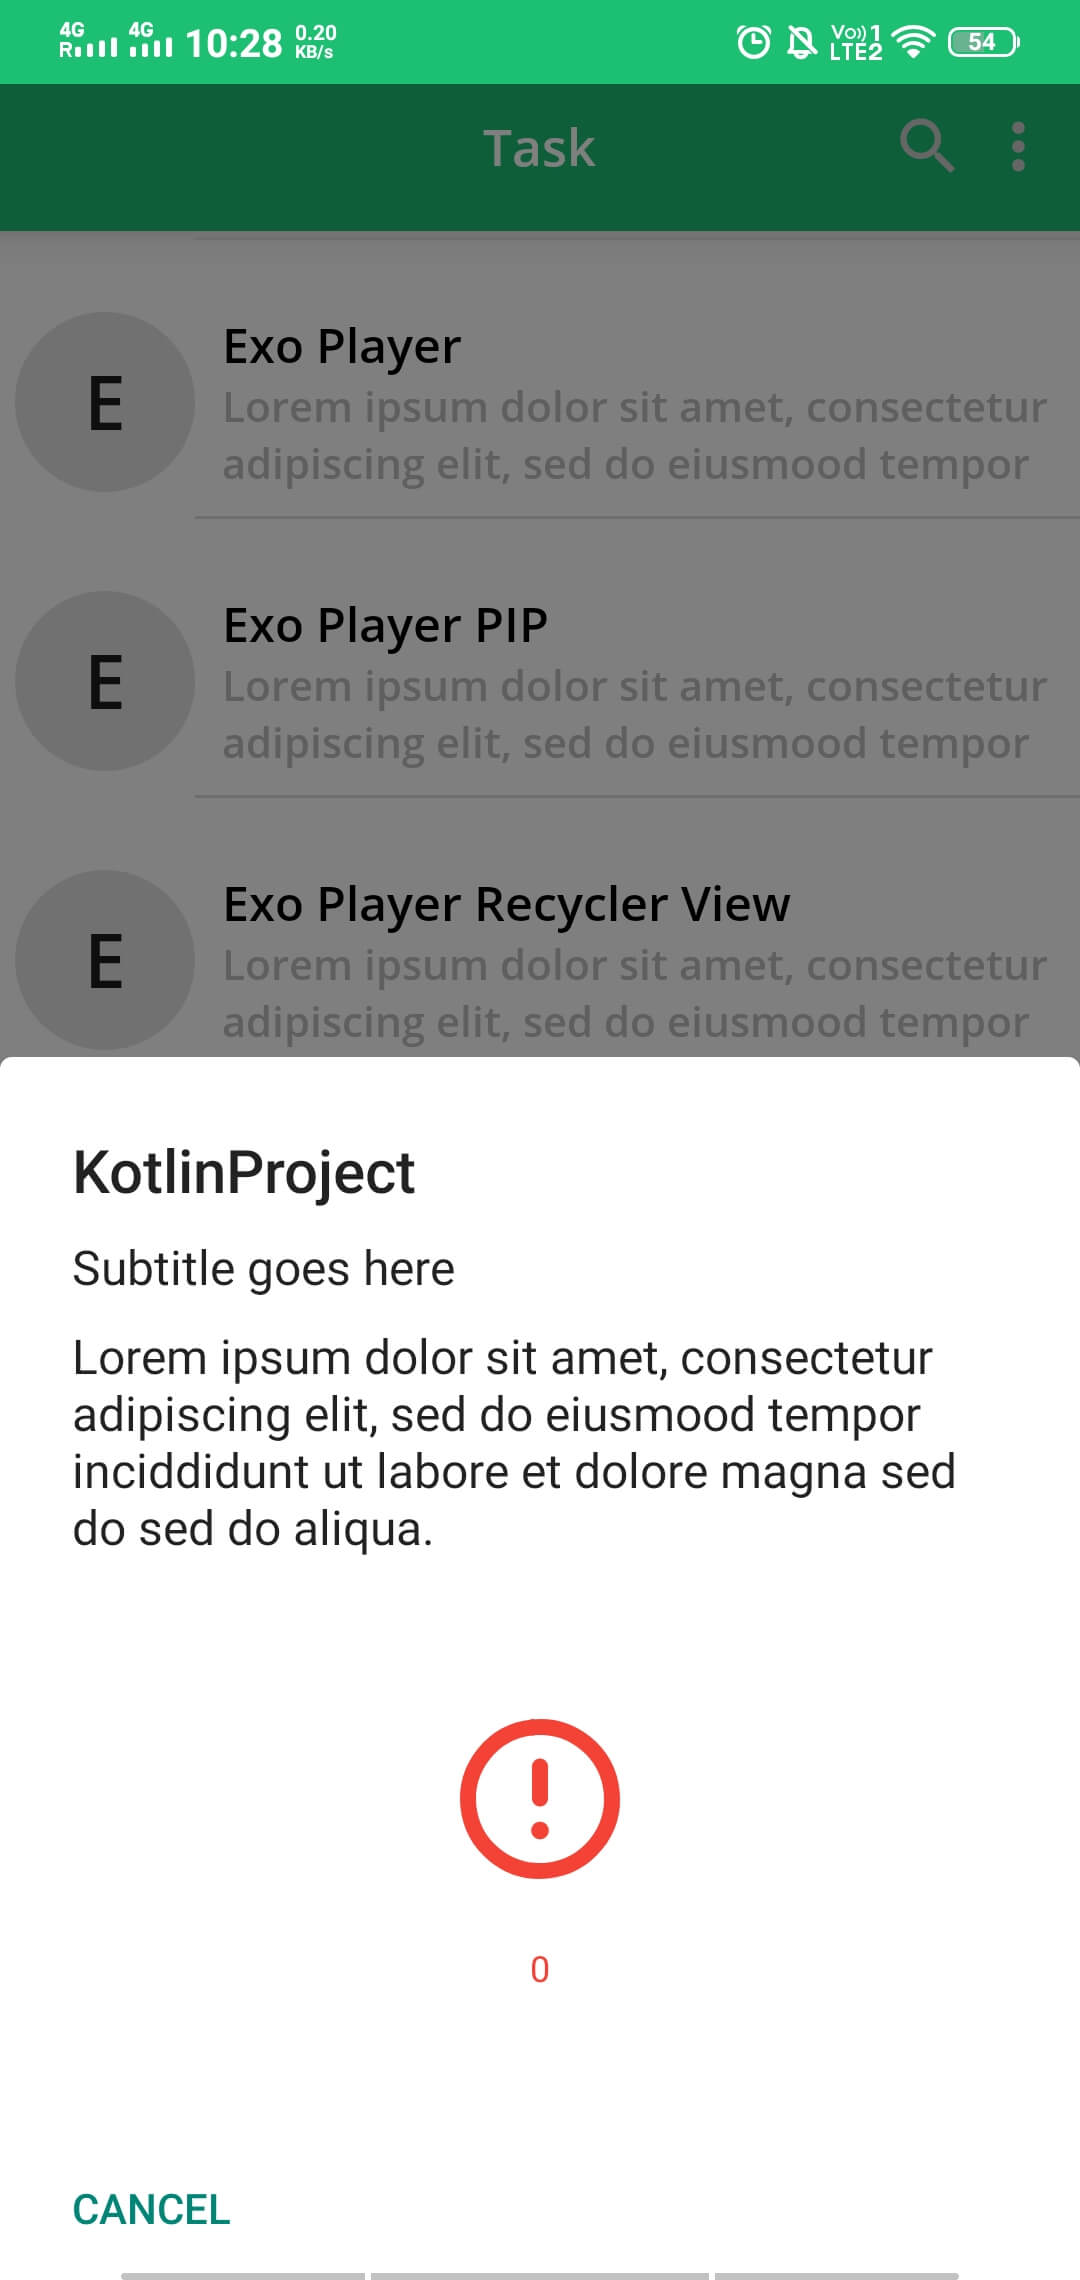 4G 4G 10:28 0.20
R KB/s
Vo)) 1
LTE2 54
Task
E Exo Player
Lorem ipsum dolor sit amet, consectetur
adipiscing elit, sed do eiusmood tempor
E Exo Player PIP
Lorem ipsum dolor sit amet, consectetur
adipiscing elit, sed do eiusmood tempor
E Exo Player Recycler View
Lorem ipsum dolor sit amet, consectetur
adipiscing elit, sed do eiusmood tempor
KotlinProject
Subtitle goes here
Lorem ipsum dolor sit amet, consectetur
adipiscing elit, sed do eiusmood tempor
inciddidunt ut labore et dolore magna sed
do sed do aliqua.
0
CANCEL